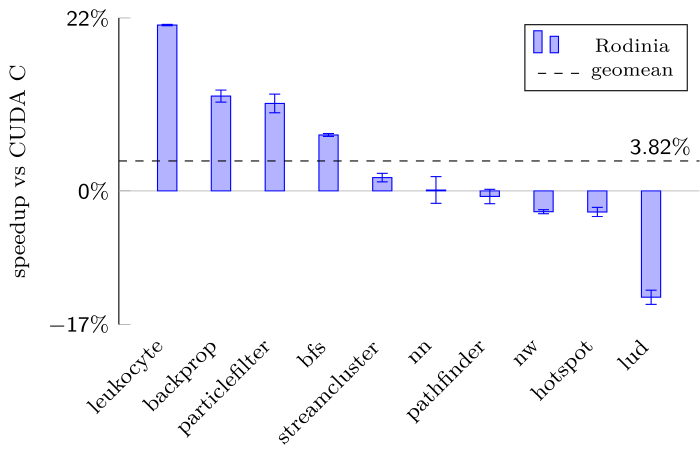 22%
Rodinia
geomean
speedup vs CUDA C
3.82%
0%
−17%
leukocyte
backprop
particlefilter
bfs
streamcluster
nn
pathfinder
nw
hotspot
lud